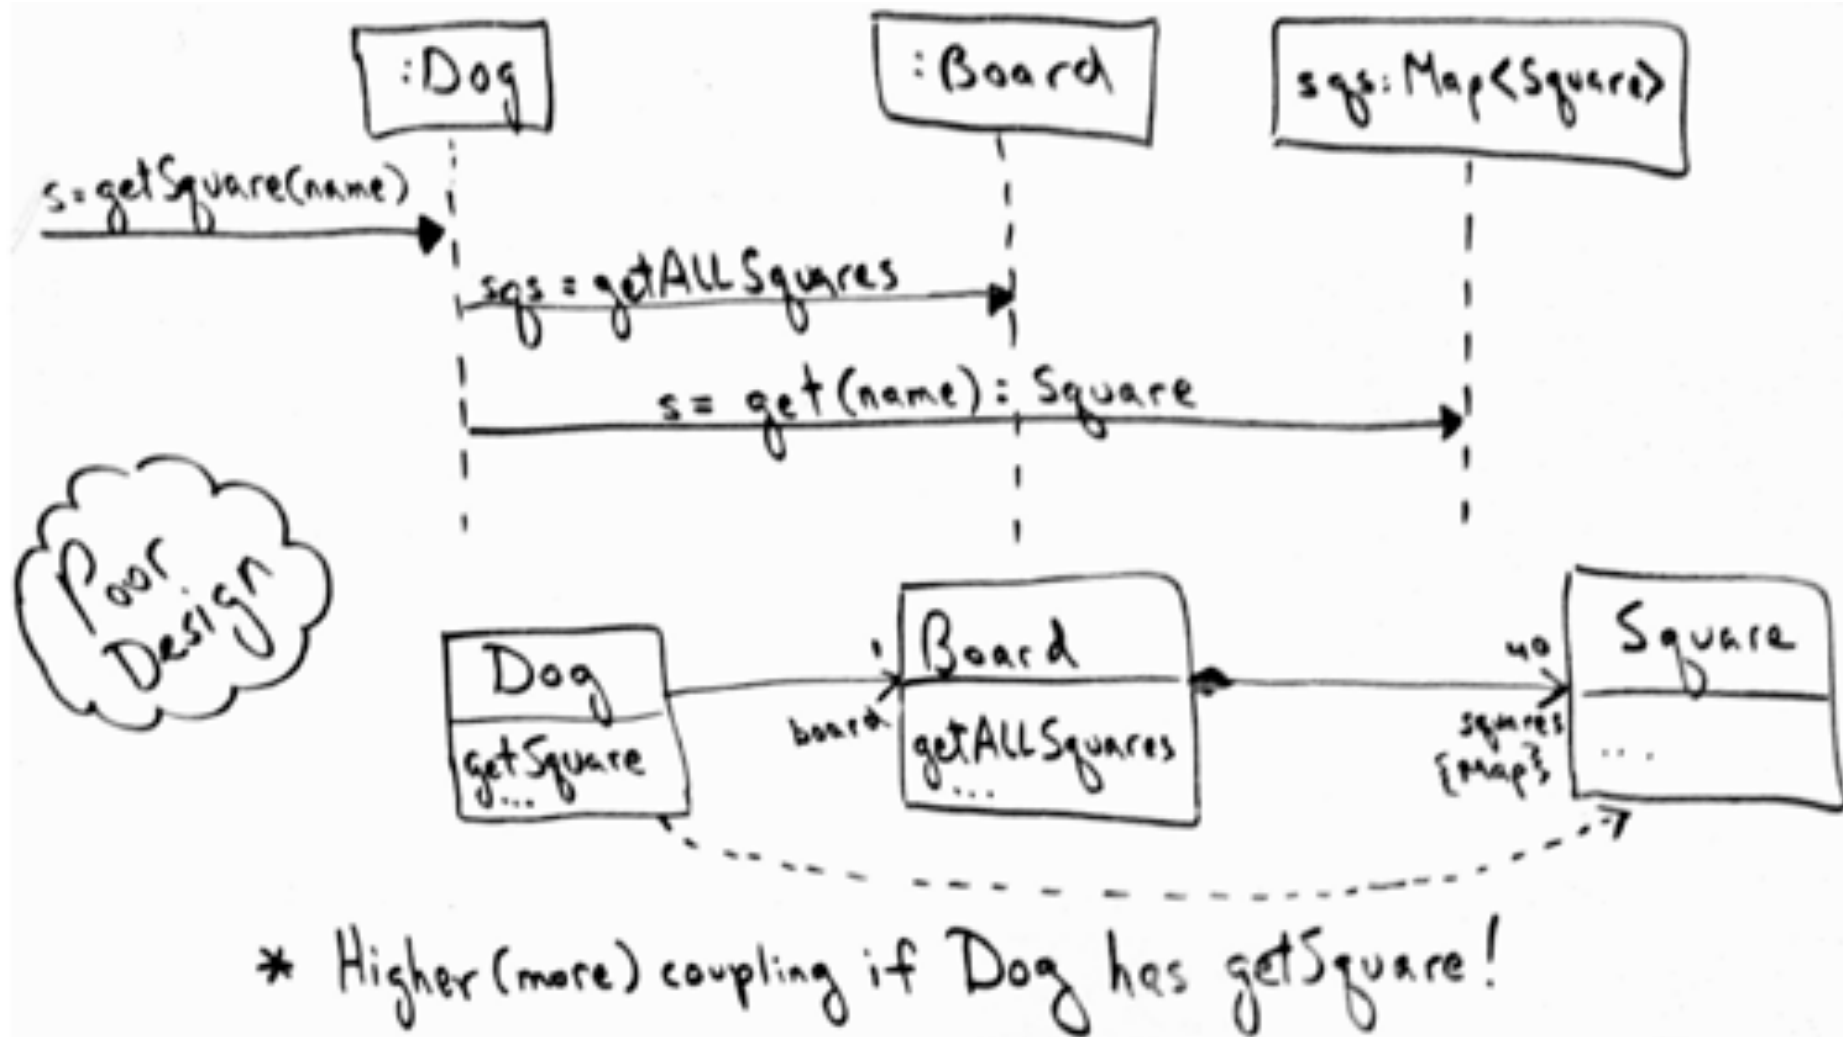 :Dog
:Board
sqs: Map<Square>
s=getSquare(name)
sqs = getAllSquares
s = get(name) : Square
Poor
Design
Dog
getSquare
...
1
board
Board
getAllSquares
...
40
squares
{Map}
Square
...
* Higher (more) coupling if Dog has getSquare!